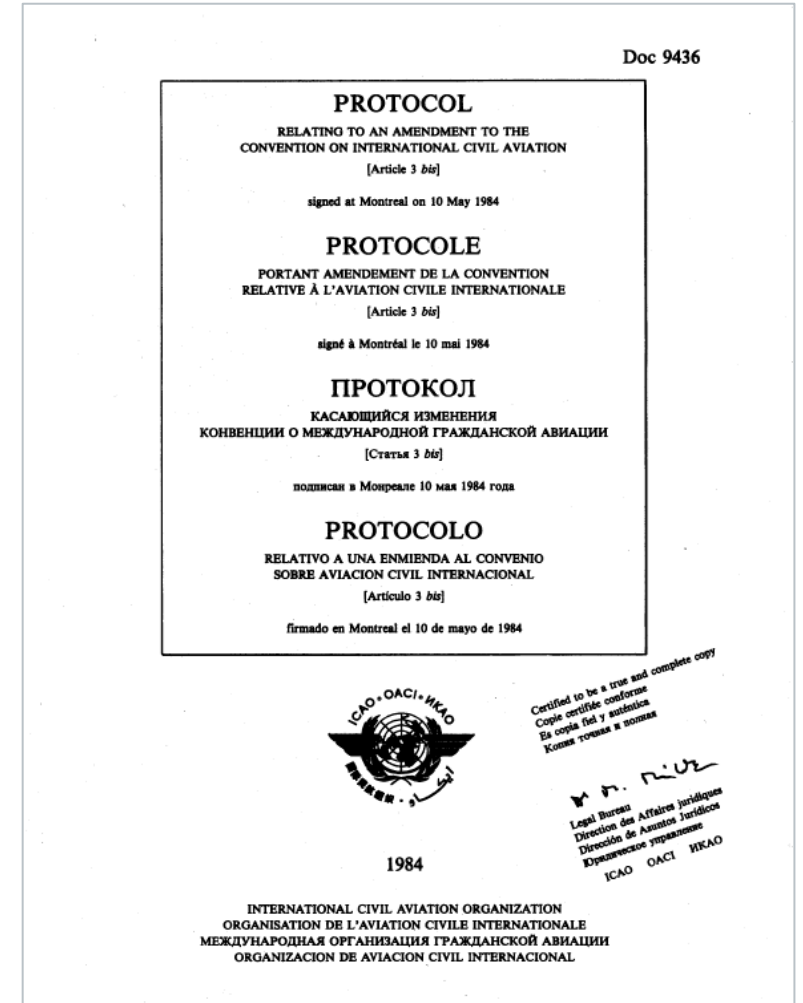 Doc 9436
PROTOCOL
RELATING TO AN AMENDMENT TO THE
CONVENTION ON INTERNATIONAL CIVIL AVIATION
[Article 3 bis]
signed at Montreal on 10 May 1984
PROTOCOLE
PORTANT AMENDEMENT DE LA CONVENTION
RELATIVE À L'AVIATION CIVILE INTERNATIONALE
[Article 3 bis]
signé à Montréal le 10 mai 1984
ПРОТОКОЛ
КАСАЮЩИЙСЯ ИЗМЕНЕНИЯ
КОНВЕНЦИИ О МЕЖДУНАРОДНОЙ ГРАЖДАНСКОЙ АВИАЦИИ
[Статья 3 bis]
подписан в Монреале 10 мая 1984 года
PROTOCOLO
RELATIVO A UNA ENMIENDA AL CONVENIO
SOBRE AVIACION CIVIL INTERNACIONAL
[Artículo 3 bis]
firmado en Montreal el 10 de mayo de 1984
ICAO • OACI • ИКАО
إيكاو
Certified to be a true and complete copy
Copie certifiée conforme
Es copia fiel y auténtica
Копия точная и полная
Legal Bureau
Direction des Affaires juridiques
Dirección de Asuntos Jurídicos
Юридическое управление
ICAO OACI ИКАО
1984
INTERNATIONAL CIVIL AVIATION ORGANIZATION
ORGANISATION DE L'AVIATION CIVILE INTERNATIONALE
МЕЖДУНАРОДНАЯ ОРГАНИЗАЦИЯ ГРАЖДАНСКОЙ АВИАЦИИ
ORGANIZACION DE AVIACION CIVIL INTERNACIONAL